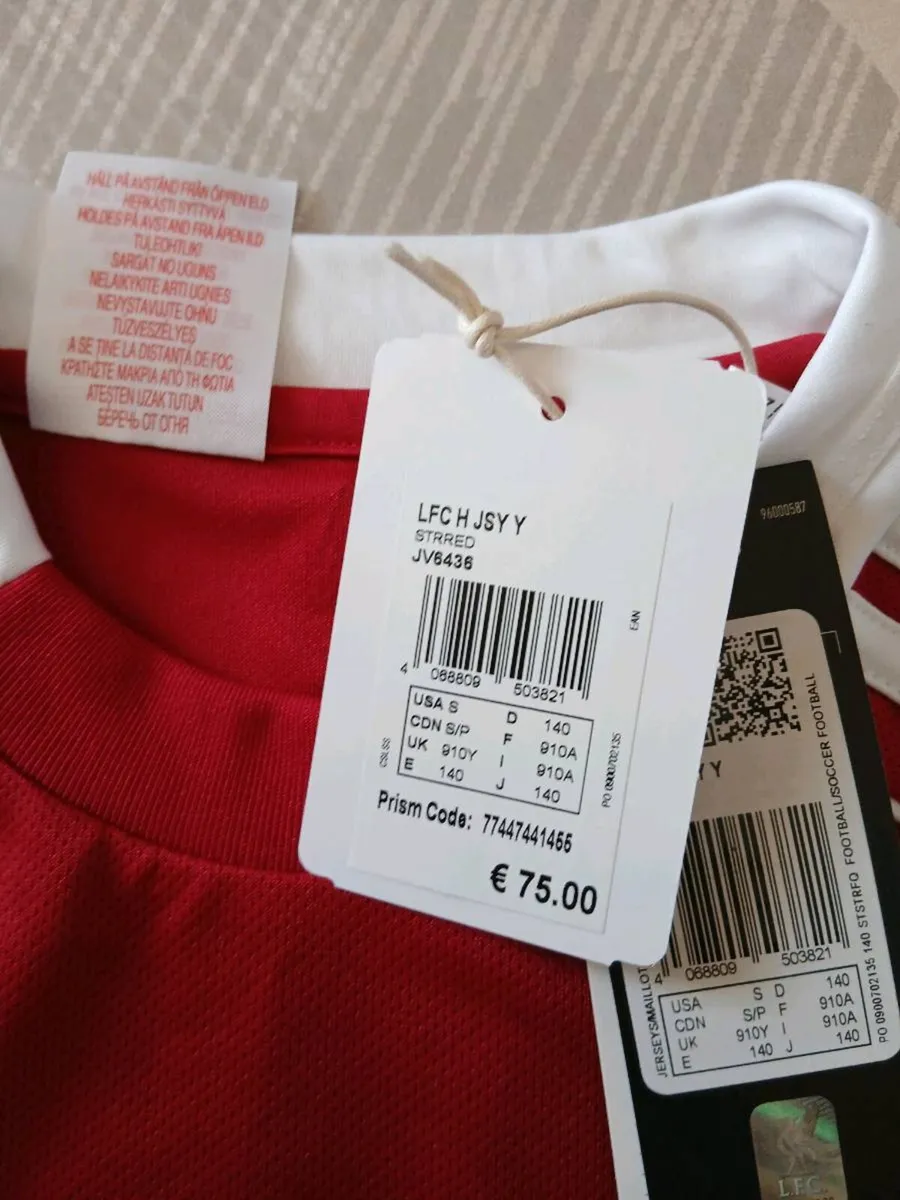 HÅLL PÅ AVSTÅND FRÅN ÖPPEN ELD
HERKÄSTI SYTTYVÄ
HOLDES PÅ AVSTAND FRA ÅPEN ILD
TULEOHTLIK!
SARGĀT NO UGUNS
NELAIKYKITE ARTI UGNIES
NEVYSTAVUJTE OHŇU
TŰZVESZÉLYES
A SE ŢINE LA DISTANŢĂ DE FOC
ΚΡΑΤΗΣΤΕ ΜΑΚΡΙΑ ΑΠΟ ΤΗ ΦΩΤΙΑ
ATEŞTEN UZAK TUTUN
БЕРЕЧЬ ОТ ОГНЯ
LFC H JSY Y
STRRED
JV6436
EAN
4 068809 503821
USA S D 140
CDN S/P F 910A
UK 910Y I 910A
E 140 J 140
CSLSS
PO 0900702135
Prism Code: 77447441455
€ 75.00
96000587
Y Y
4 068809 503821
USA S D 140
CDN S/P F 910A
UK 910Y I 910A
E 140 J 140
JERSEYS/MAILLOT
PO 0900702135 140 STSTRFO FOOTBALL/SOCCER FOOTBALL
L.F.C.